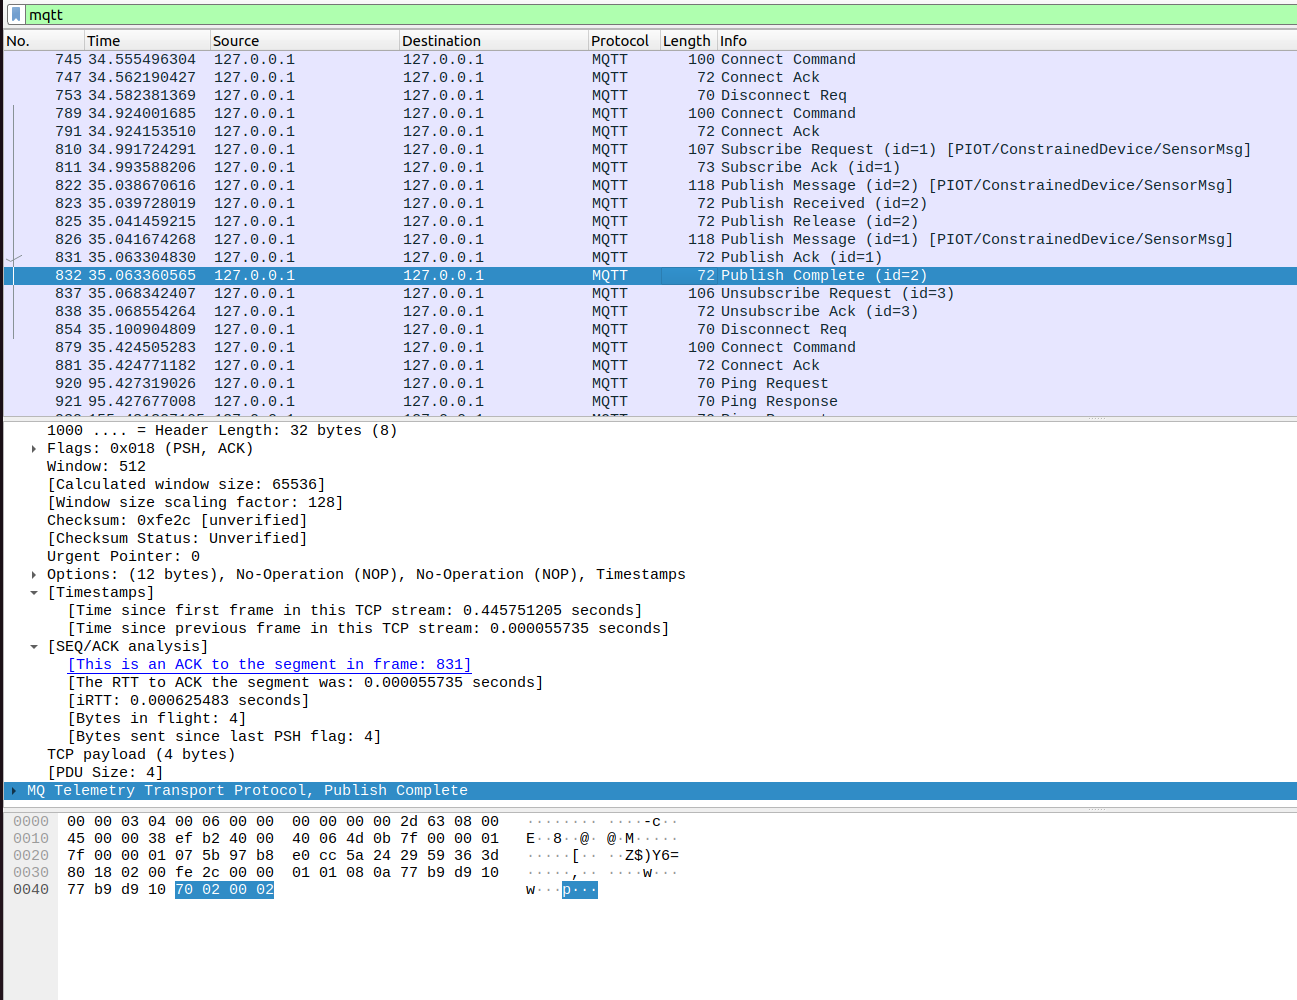 mqtt
No. Time Source Destination Protocol Length Info
745 34.555496304 127.0.0.1 127.0.0.1 MQTT 100 Connect Command
747 34.562190427 127.0.0.1 127.0.0.1 MQTT 72 Connect Ack
753 34.582381369 127.0.0.1 127.0.0.1 MQTT 70 Disconnect Req
789 34.924001685 127.0.0.1 127.0.0.1 MQTT 100 Connect Command
791 34.924153510 127.0.0.1 127.0.0.1 MQTT 72 Connect Ack
810 34.991724291 127.0.0.1 127.0.0.1 MQTT 107 Subscribe Request (id=1) [PIOT/ConstrainedDevice/SensorMsg]
811 34.993588206 127.0.0.1 127.0.0.1 MQTT 73 Subscribe Ack (id=1)
822 35.038670616 127.0.0.1 127.0.0.1 MQTT 118 Publish Message (id=2) [PIOT/ConstrainedDevice/SensorMsg]
823 35.039728019 127.0.0.1 127.0.0.1 MQTT 72 Publish Received (id=2)
825 35.041459215 127.0.0.1 127.0.0.1 MQTT 72 Publish Release (id=2)
826 35.041674268 127.0.0.1 127.0.0.1 MQTT 118 Publish Message (id=1) [PIOT/ConstrainedDevice/SensorMsg]
831 35.063304830 127.0.0.1 127.0.0.1 MQTT 72 Publish Ack (id=1)
832 35.063360565 127.0.0.1 127.0.0.1 MQTT 72 Publish Complete (id=2)
837 35.068342407 127.0.0.1 127.0.0.1 MQTT 106 Unsubscribe Request (id=3)
838 35.068554264 127.0.0.1 127.0.0.1 MQTT 72 Unsubscribe Ack (id=3)
854 35.100904809 127.0.0.1 127.0.0.1 MQTT 70 Disconnect Req
879 35.424505283 127.0.0.1 127.0.0.1 MQTT 100 Connect Command
881 35.424771182 127.0.0.1 127.0.0.1 MQTT 72 Connect Ack
920 95.427319026 127.0.0.1 127.0.0.1 MQTT 70 Ping Request
921 95.427677008 127.0.0.1 127.0.0.1 MQTT 70 Ping Response
1000 .... = Header Length: 32 bytes (8)
Flags: 0x018 (PSH, ACK)
Window: 512
[Calculated window size: 65536]
[Window size scaling factor: 128]
Checksum: 0xfe2c [unverified]
[Checksum Status: Unverified]
Urgent Pointer: 0
Options: (12 bytes), No-Operation (NOP), No-Operation (NOP), Timestamps
[Timestamps]
[Time since first frame in this TCP stream: 0.445751205 seconds]
[Time since previous frame in this TCP stream: 0.000055735 seconds]
[SEQ/ACK analysis]
[This is an ACK to the segment in frame: 831]
[The RTT to ACK the segment was: 0.000055735 seconds]
[iRTT: 0.000625483 seconds]
[Bytes in flight: 4]
[Bytes sent since last PSH flag: 4]
TCP payload (4 bytes)
[PDU Size: 4]
MQ Telemetry Transport Protocol, Publish Complete
0000 00 00 03 04 00 06 00 00 00 00 00 00 2d 63 08 00 ········ ····-c··
0010 45 00 00 38 ef b2 40 00 40 06 4d 0b 7f 00 00 01 E··8··@· @·M·····
0020 7f 00 00 01 07 5b 97 b8 e0 cc 5a 24 29 59 36 3d ·····[·· ··Z$)Y6=
0030 80 18 02 00 fe 2c 00 00 01 01 08 0a 77 b9 d9 10 ·····,·· ····w···
0040 77 b9 d9 10 70 02 00 02 w···p···